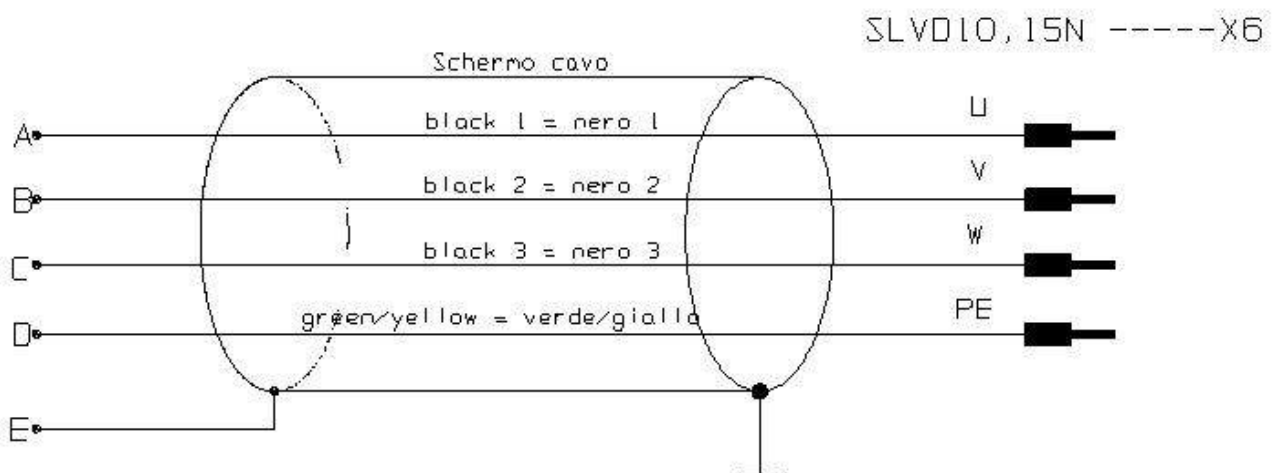 SLVD10,15N -----X6
Schermo cavo
A black 1 = nero 1 U
B black 2 = nero 2 V
C black 3 = nero 3 W
D green/yellow = verde/giallo PE
E